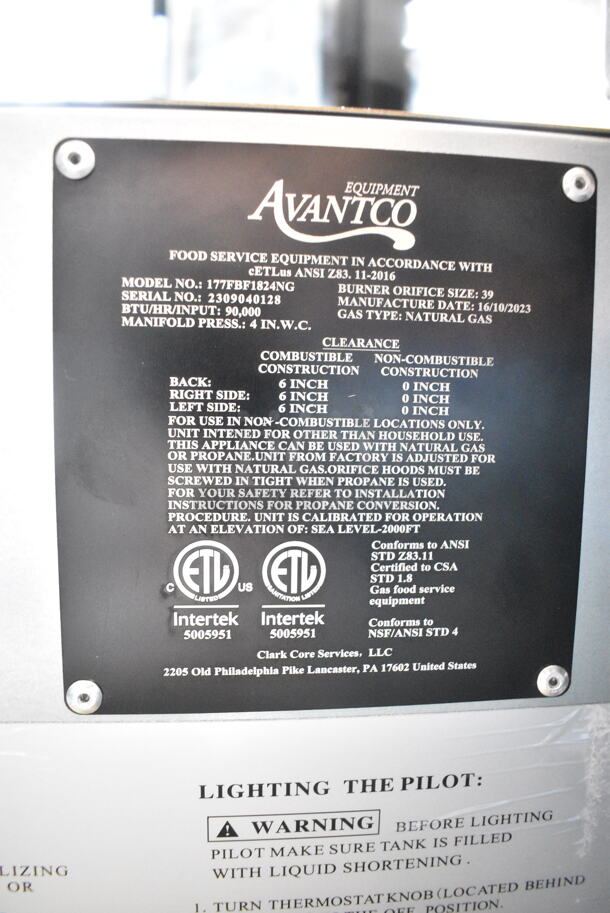 EQUIPMENT
AVANTCO
FOOD SERVICE EQUIPMENT IN ACCORDANCE WITH
cETLus ANSI Z83. 11-2016
MODEL NO.: 177FBF1824NG
BURNER ORIFICE SIZE: 39
SERIAL NO.: 2309040128
MANUFACTURE DATE: 16/10/2023
BTU/HR/INPUT: 90,000
GAS TYPE: NATURAL GAS
MANIFOLD PRESS.: 4 IN.W.C.
CLEARANCE
COMBUSTIBLE NON-COMBUSTIBLE
CONSTRUCTION CONSTRUCTION
BACK: 6 INCH 0 INCH
RIGHT SIDE: 6 INCH 0 INCH
LEFT SIDE: 6 INCH 0 INCH
FOR USE IN NON-COMBUSTIBLE LOCATIONS ONLY.
UNIT INTENED FOR OTHER THAN HOUSEHOLD USE.
THIS APPLIANCE CAN BE USED WITH NATURAL GAS
OR PROPANE.UNIT FROM FACTORY IS ADJUSTED FOR
USE WITH NATURAL GAS.ORIFICE HOODS MUST BE
SCREWED IN TIGHT WHEN PROPANE IS USED.
FOR YOUR SAFETY REFER TO INSTALLATION
INSTRUCTIONS FOR PROPANE CONVERSION.
PROCEDURE. UNIT IS CALIBRATED FOR OPERATION
AT AN ELEVATION OF: SEA LEVEL-2000FT
C ETL LISTED US
Intertek
5005951
ETL SANITATION LISTED
Intertek
5005951
Conforms to ANSI
STD Z83.11
Certified to CSA
STD 1.8
Gas food service
equipment
Conforms to
NSF/ANSI STD 4
Clark Core Services, LLC
2205 Old Philadelphia Pike Lancaster, PA 17602 United States
LIGHTING THE PILOT:
WARNING BEFORE LIGHTING
PILOT MAKE SURE TANK IS FILLED
WITH LIQUID SHORTENING.
1. TURN THERMOSTAT KNOB (LOCATED BEHIND
THE OFF POSITION.
LIZING
OR